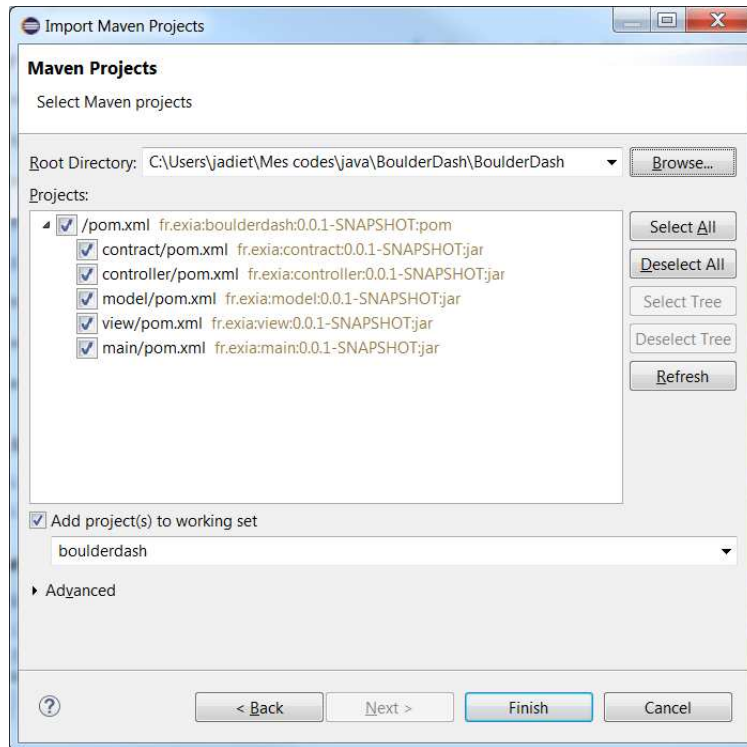 Import Maven Projects
Maven Projects
Select Maven projects
Root Directory: C:\Users\jadiet\Mes codes\java\BoulderDash\BoulderDash Browse...
Projects:
/pom.xml fr.exia:boulderdash:0.0.1-SNAPSHOT:pom
contract/pom.xml fr.exia:contract:0.0.1-SNAPSHOT:jar
controller/pom.xml fr.exia:controller:0.0.1-SNAPSHOT:jar
model/pom.xml fr.exia:model:0.0.1-SNAPSHOT:jar
view/pom.xml fr.exia:view:0.0.1-SNAPSHOT:jar
main/pom.xml fr.exia:main:0.0.1-SNAPSHOT:jar
Select All
Deselect All
Select Tree
Deselect Tree
Refresh
Add project(s) to working set
boulderdash
Advanced
? < Back Next > Finish Cancel